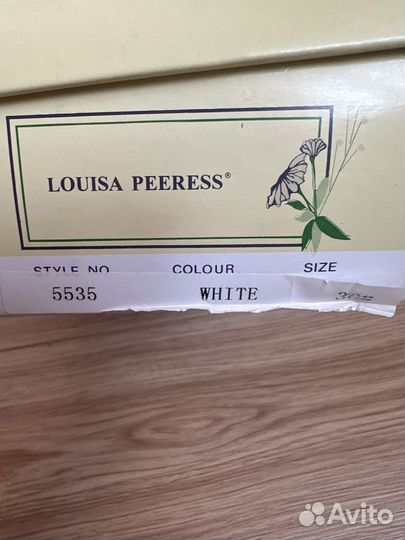 LOUISA PEERESS®
STYLE NO. COLOUR SIZE
5535 WHITE
Avito